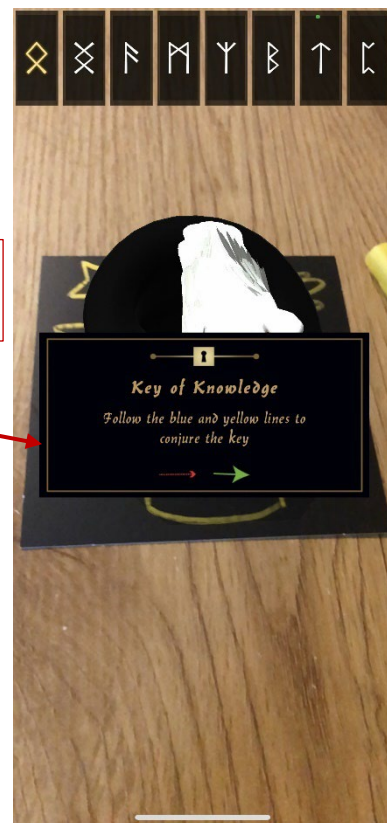 ᛟ ᛝ ᚨ ᛗ ᛉ ᛒ ᛏ ᛈ
Key of Knowledge
Follow the blue and yellow lines to
conjure the key